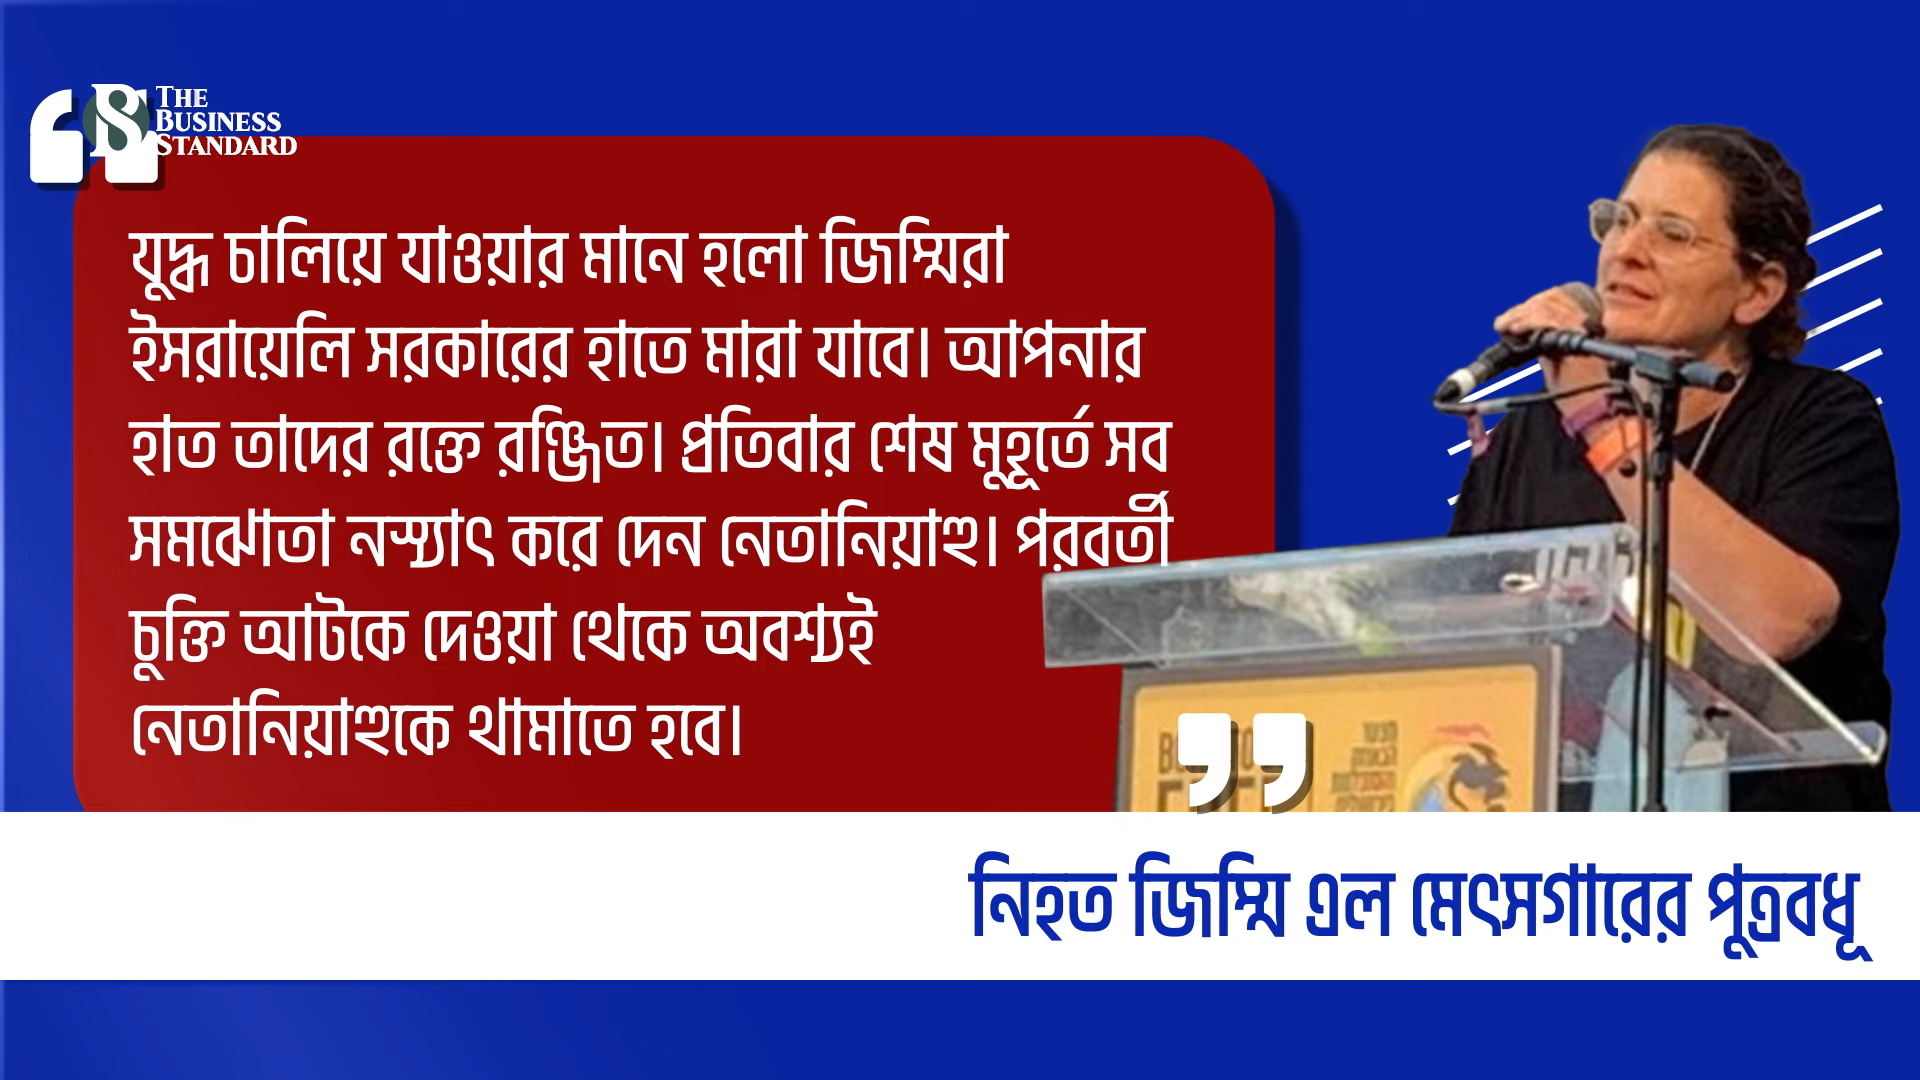 THE
BUSINESS
STANDARD
যুদ্ধ চালিয়ে যাওয়ার মানে হলো জিম্মিরা
ইসরায়েলি সরকারের হাতে মারা যাবে। আপনার
হাত তাদের রক্তে রঞ্জিত। প্রতিবার শেষ মুহূর্তে সব
সমঝোতা নস্যাৎ করে দেন নেতানিয়াহু। পরবর্তী
চুক্তি আটকে দেওয়া থেকে অবশ্যই
নেতানিয়াহুকে থামাতে হবে।
নিহত জিম্মি এল মেৎসগারের পুত্রবধূ